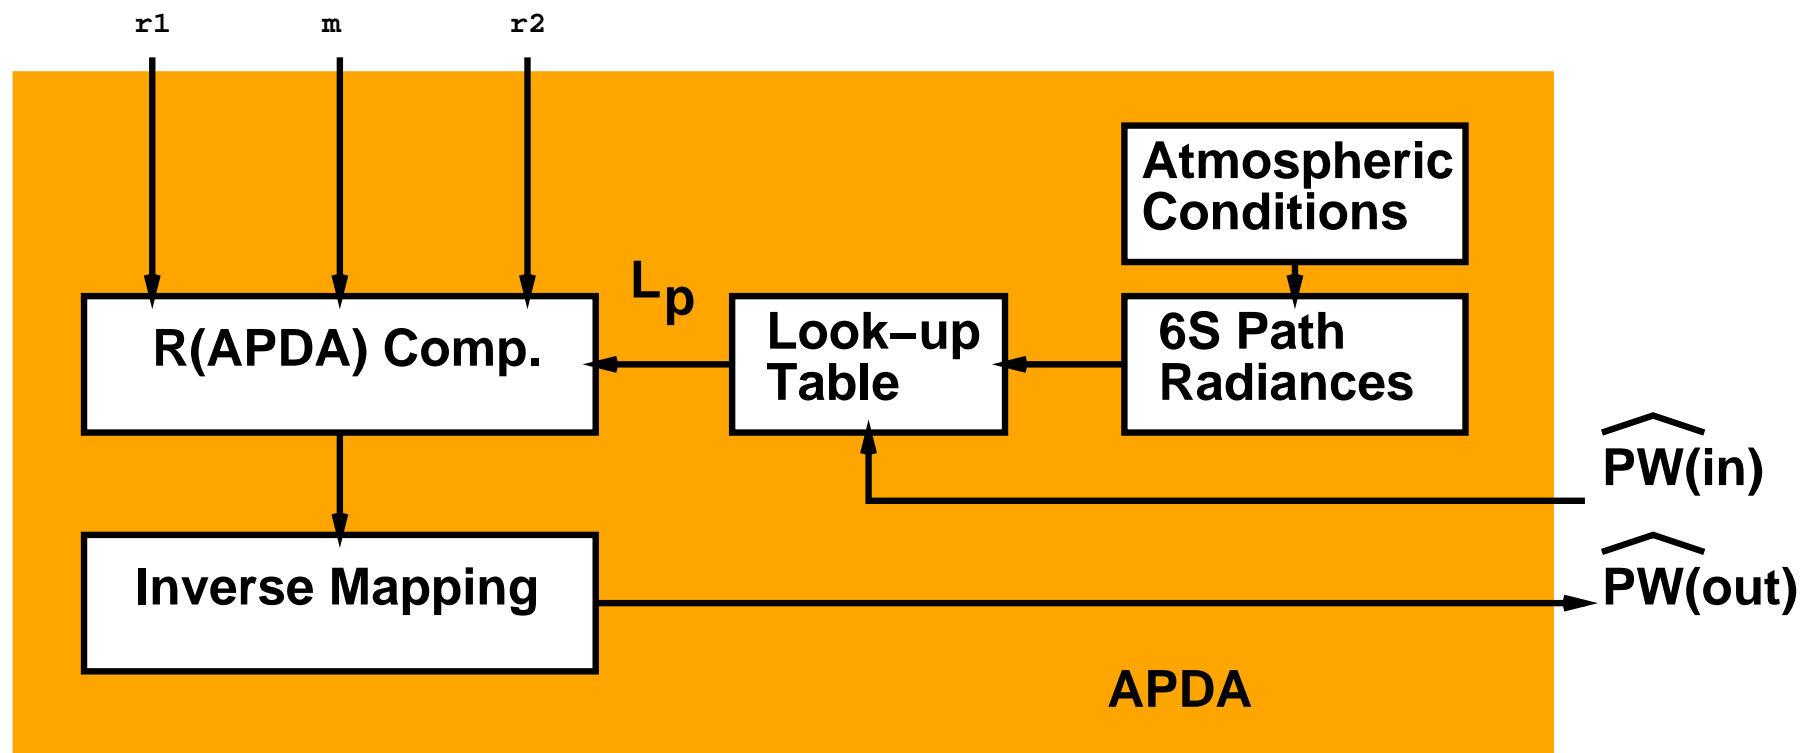 r1 m r2
Atmospheric
Conditions
L_p
R(APDA) Comp.
Look-up
Table
6S Path
Radiances
PW(in)
Inverse Mapping
PW(out)
APDA